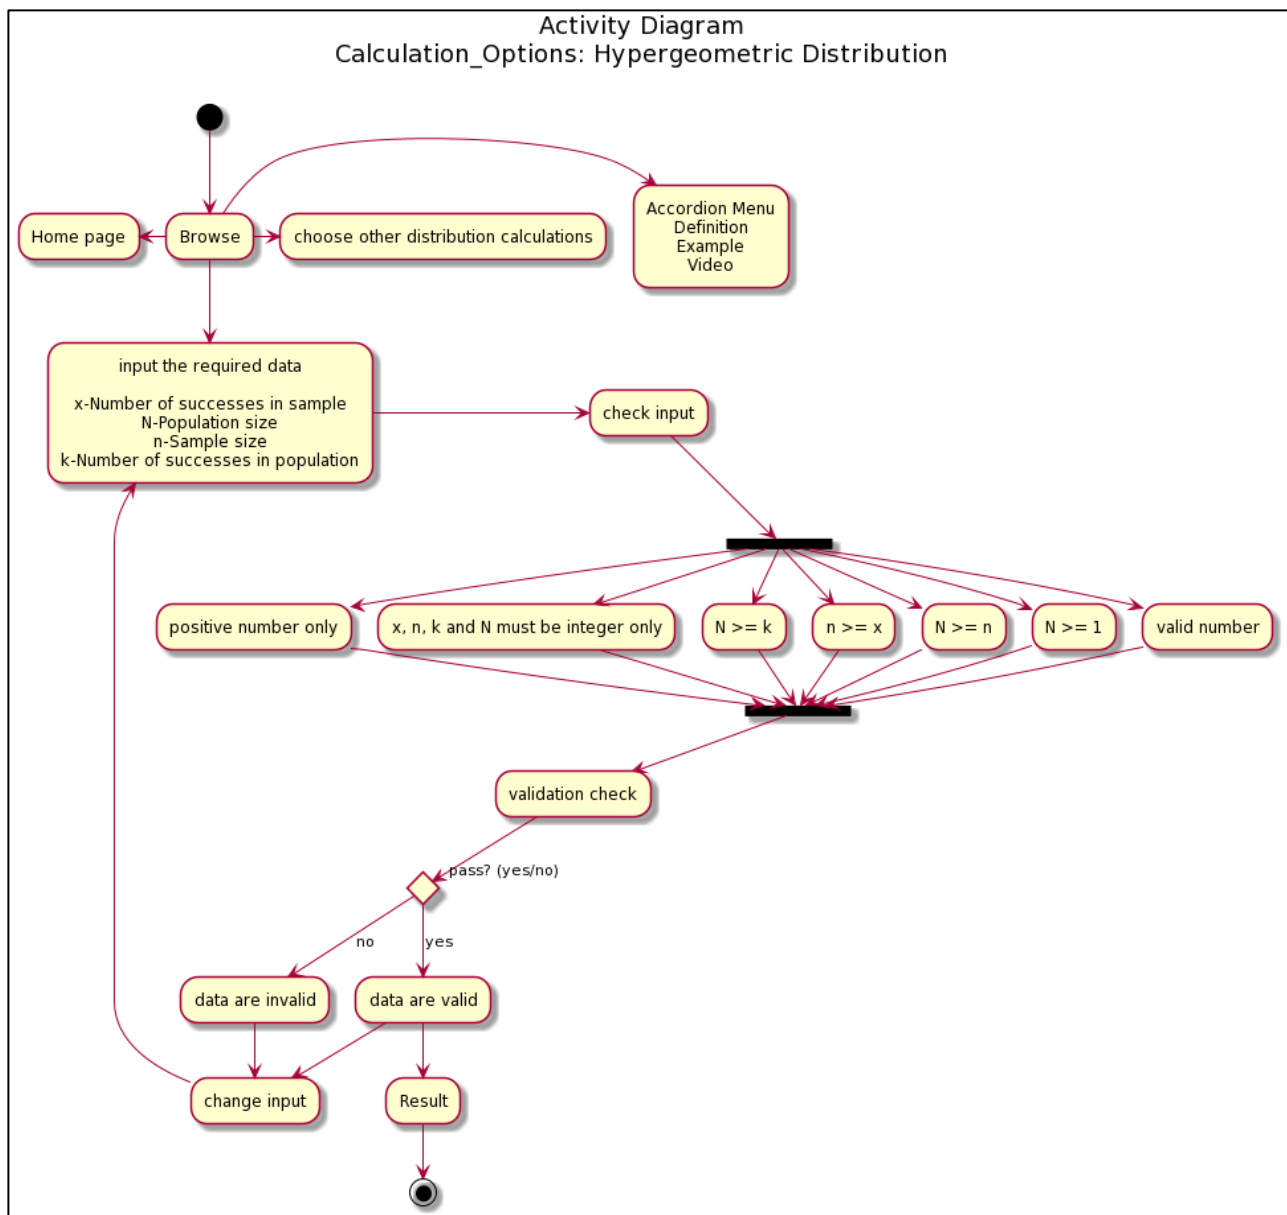 Activity Diagram
Calculation_Options: Hypergeometric Distribution
Accordion Menu
Definition
Example
Video
Home page
Browse
choose other distribution calculations
input the required data
x-Number of successes in sample
N-Population size
n-Sample size
k-Number of successes in population
check input
positive number only
x, n, k and N must be integer only
N >= k
n >= x
N >= n
N >= 1
valid number
validation check
pass? (yes/no)
no
yes
data are invalid
data are valid
change input
Result